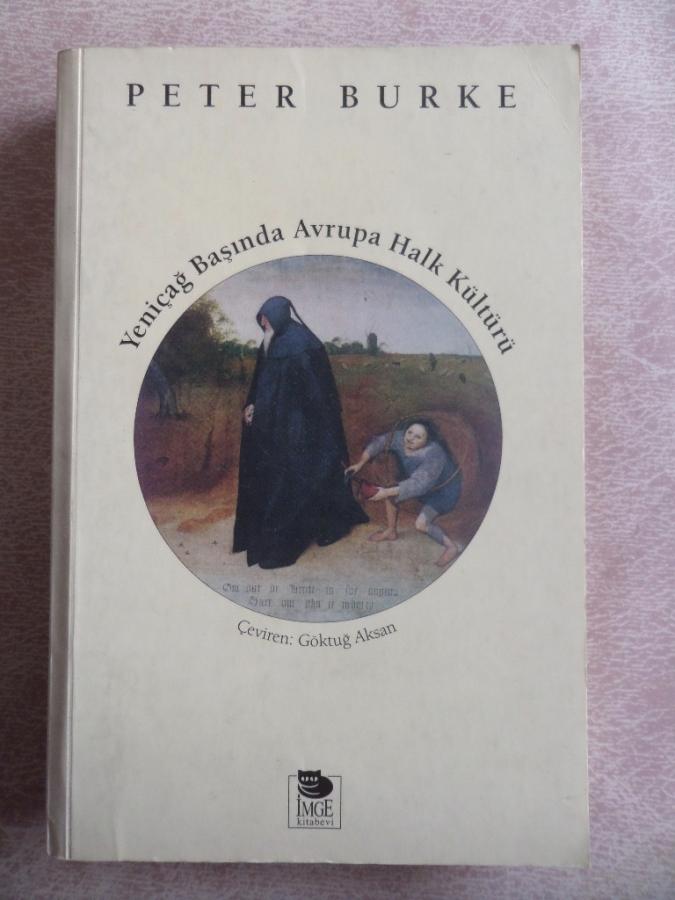 PETER BURKE
Yeniçağ Başında Avrupa Halk Kültürü
Çeviren: Göktuğ Aksan
İMGE
kitabevi